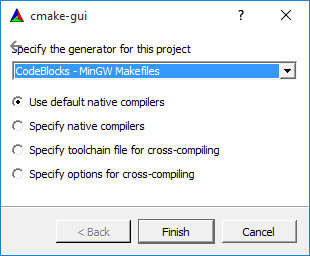 cmake-gui
?
Specify the generator for this project
CodeBlocks - MinGW Makefiles
Use default native compilers
Specify native compilers
Specify toolchain file for cross-compiling
Specify options for cross-compiling
< Back
Finish
Cancel